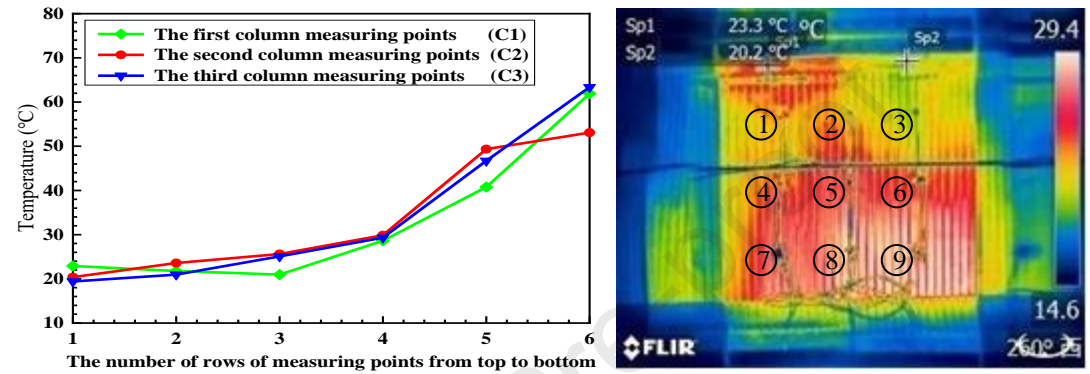 80
70
60
50
40
30
20
10
Temperature (°C)
The first column measuring points (C1)
The second column measuring points (C2)
The third column measuring points (C3)
1 2 3 4 5 6
The number of rows of measuring points from top to bottom
Sp1 23.3 °C °C 29.4
Sp2 20.2 °C Sp1 Sp2
① ② ③
④ ⑤ ⑥
⑦ ⑧ ⑨
14.6
FLIR